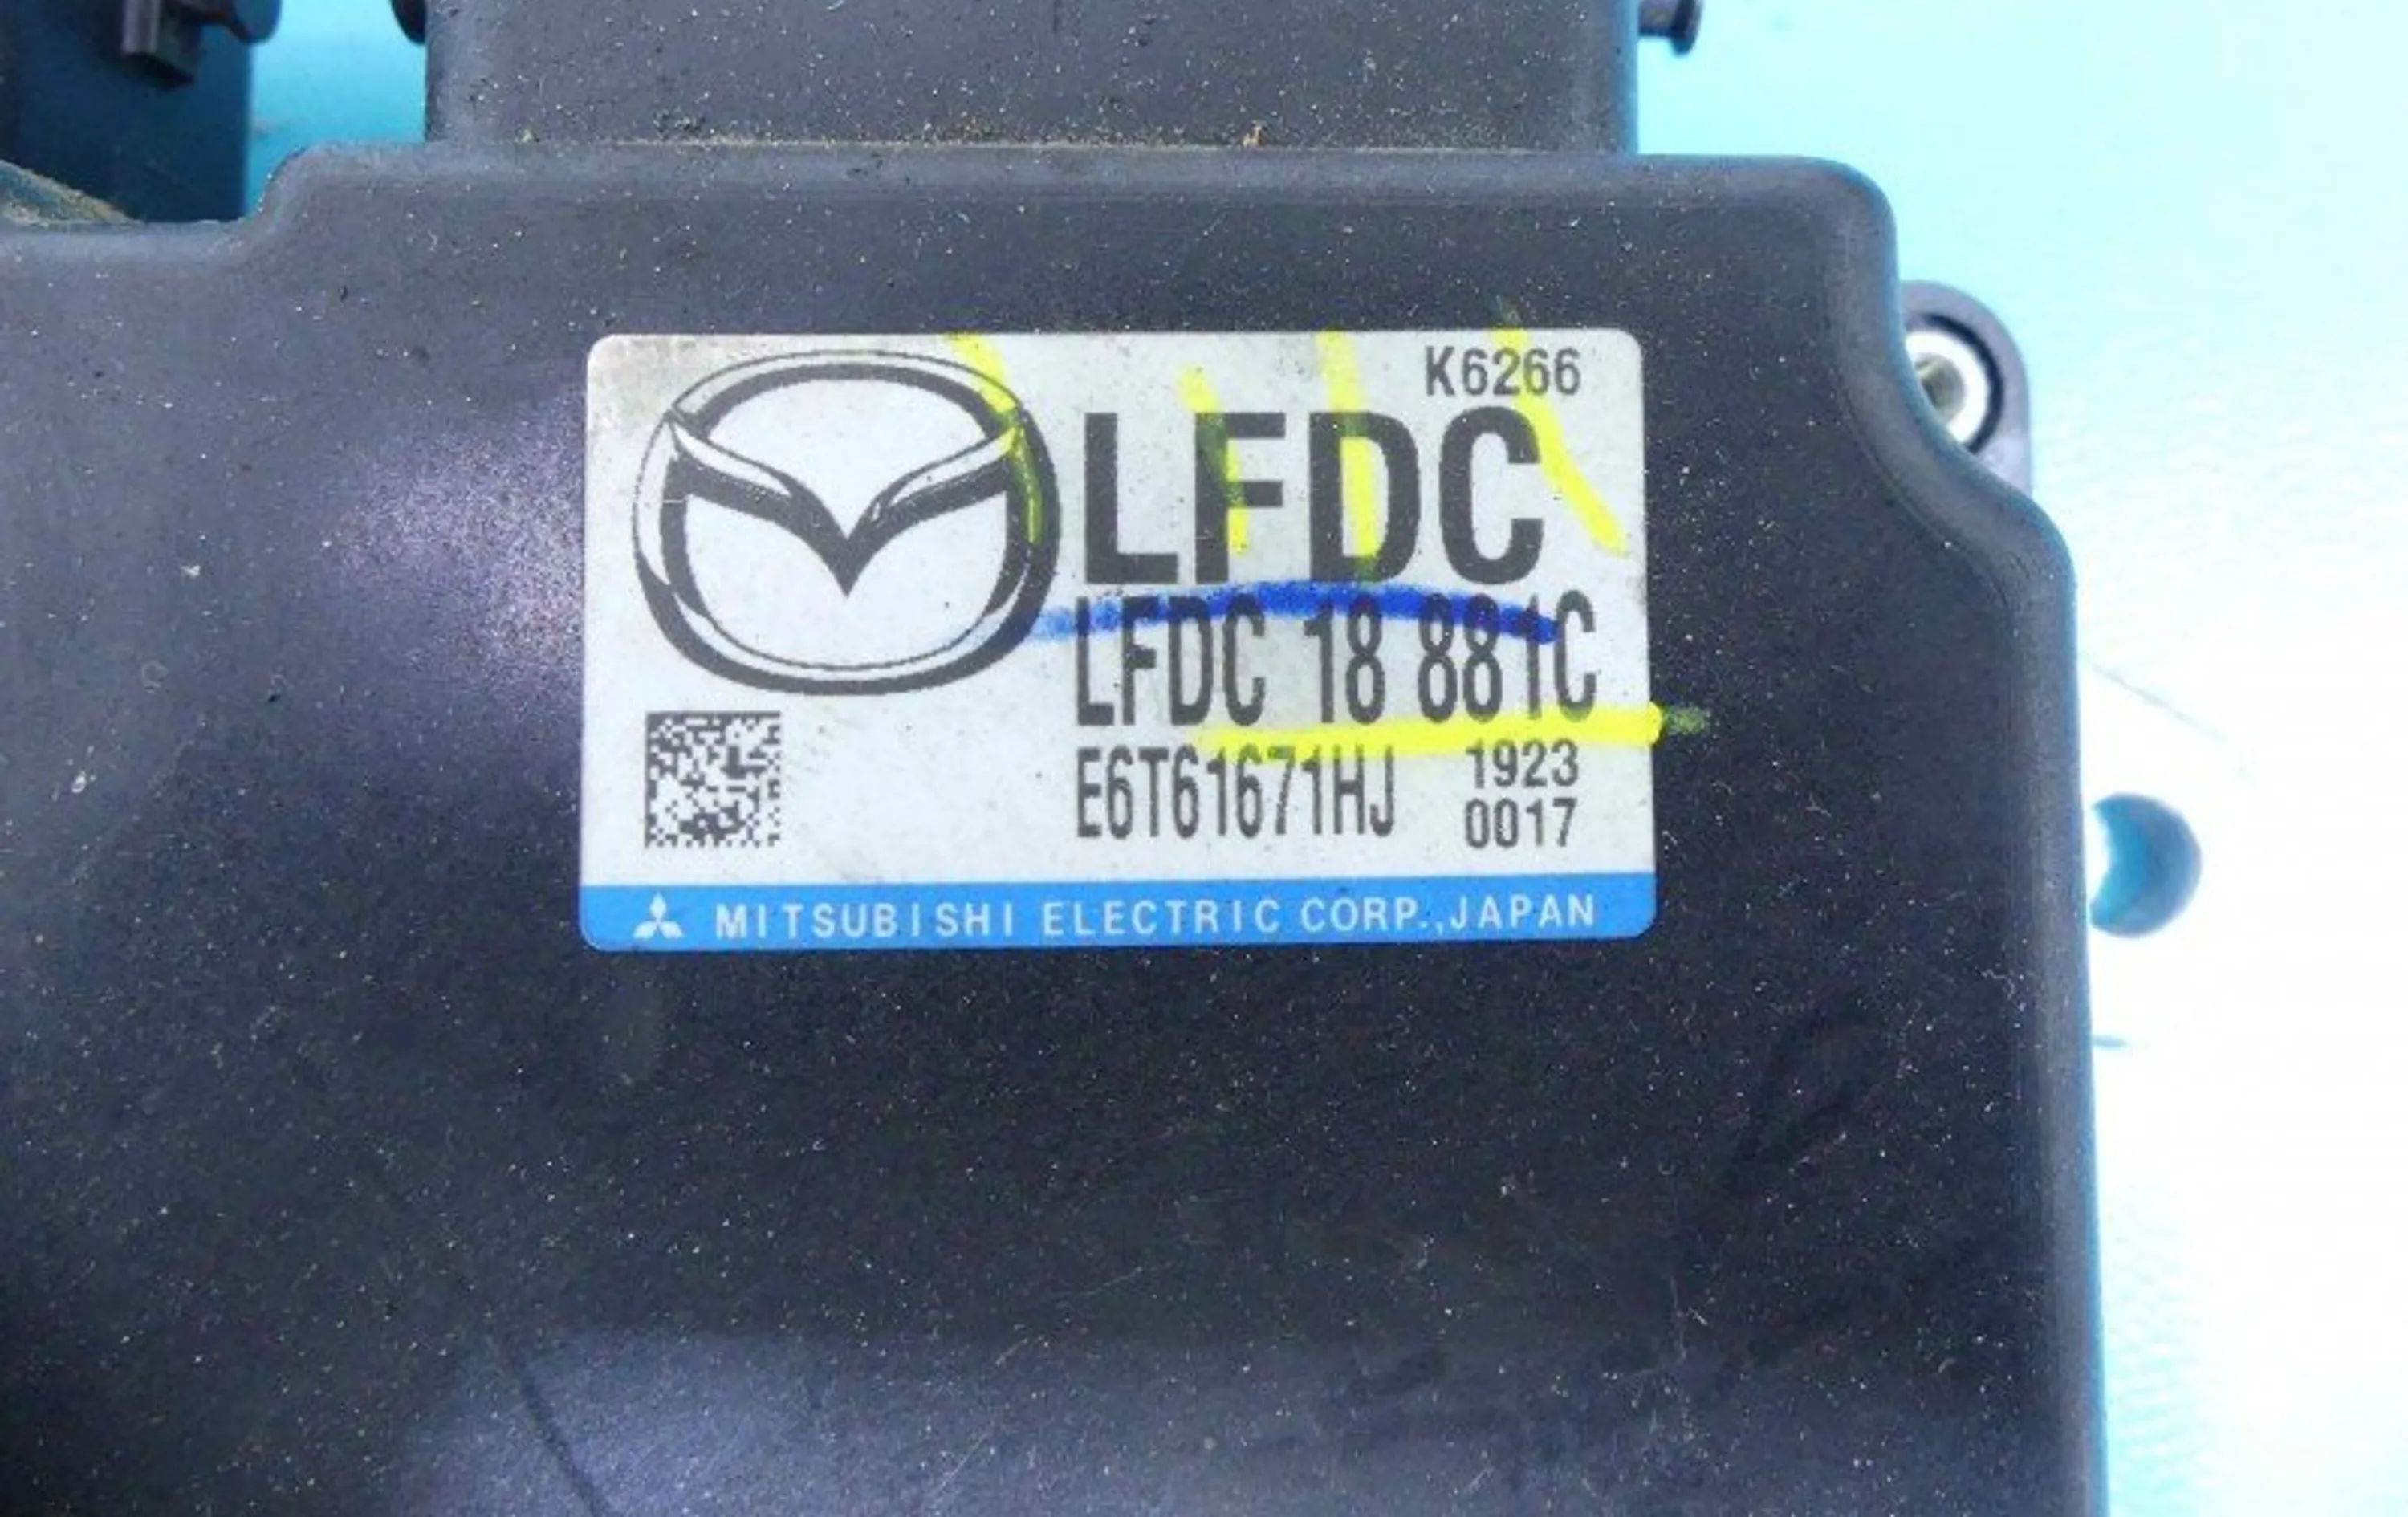 K6266
LFDC
LFDC 18 881C
E6T61671HJ 1923
0017
MITSUBISHI ELECTRIC CORP.,JAPAN